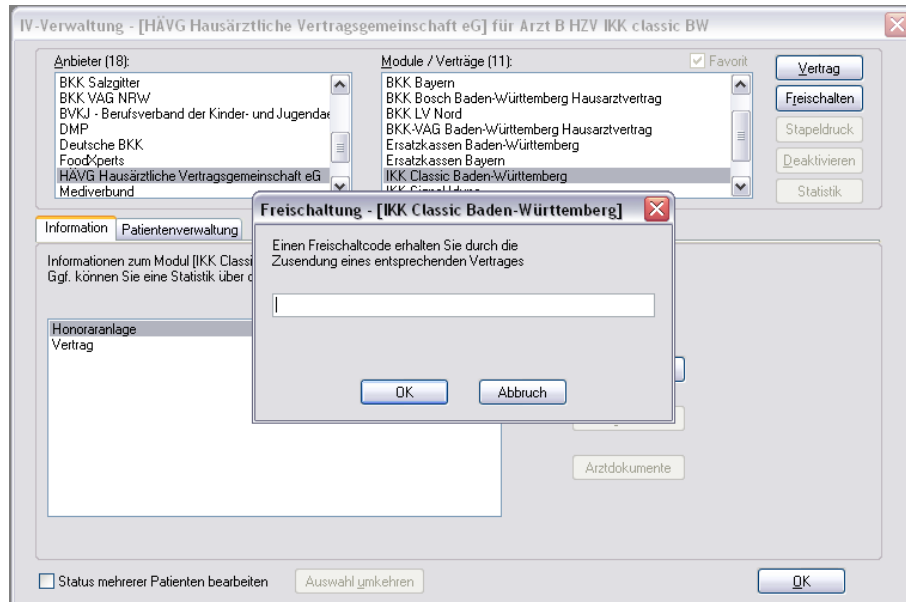 IV-Verwaltung - [HÄVG Hausärztliche Vertragsgemeinschaft eG] für Arzt B HZV IKK classic BW
Anbieter (18):
BKK Salzgitter
BKK VAG NRW
BVKJ - Berufsverband der Kinder- und Jugendae
DMP
Deutsche BKK
FoodXperts
HÄVG Hausärztliche Vertragsgemeinschaft eG
Mediverbund
Module / Verträge (11):
Favorit
BKK Bayern
BKK Bosch Baden-Württemberg Hausarztvertrag
BKK LV Nord
BKK-VAG Baden-Württemberg Hausarztvertrag
Ersatzkassen Baden-Württemberg
Ersatzkassen Bayern
IKK Classic Baden-Württemberg
IKK Signal Iduna
Vertrag
Freischalten
Stapeldruck
Deaktivieren
Statistik
Information
Patientenverwaltung
Informationen zum Modul [IKK Classi
Ggf. können Sie eine Statistik über
Honoraranlage
Vertrag
Freischaltung - [IKK Classic Baden-Württemberg]
Einen Freischaltcode erhalten Sie durch die
Zusendung eines entsprechenden Vertrages
OK
Abbruch
Arztdokumente
Status mehrerer Patienten bearbeiten
Auswahl umkehren
OK